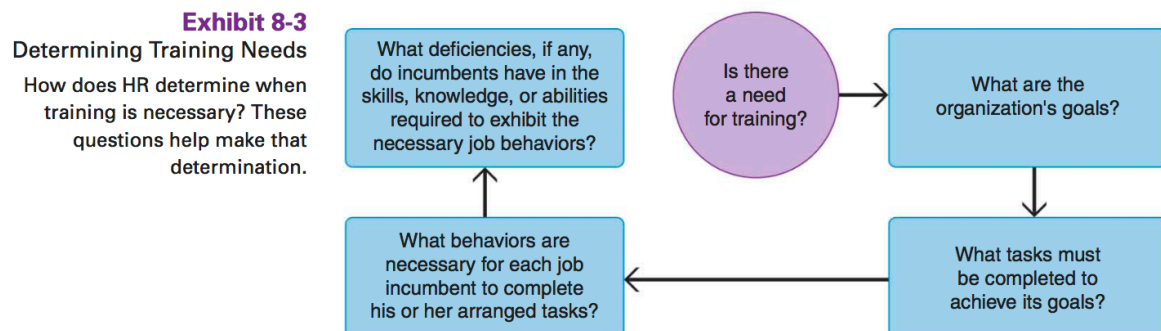 Exhibit 8-3
Determining Training Needs
How does HR determine when
training is necessary? These
questions help make that
determination.
Is there
a need
for training?
What are the
organization's goals?
What tasks must
be completed to
achieve its goals?
What behaviors are
necessary for each job
incumbent to complete
his or her arranged tasks?
What deficiencies, if any,
do incumbents have in the
skills, knowledge, or abilities
required to exhibit the
necessary job behaviors?